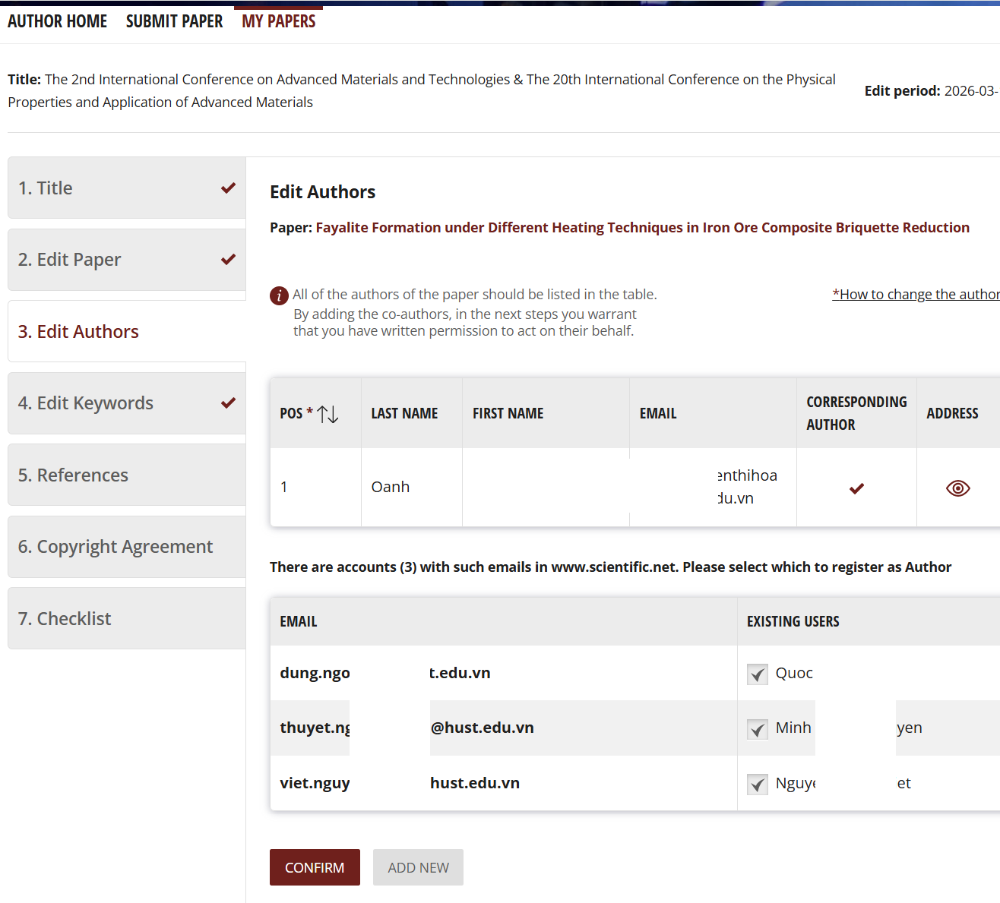 AUTHOR HOME SUBMIT PAPER MY PAPERS
Title: The 2nd International Conference on Advanced Materials and Technologies & The 20th International Conference on the Physical
Properties and Application of Advanced Materials
Edit period: 2026-03-
1. Title
2. Edit Paper
3. Edit Authors
4. Edit Keywords
5. References
6. Copyright Agreement
7. Checklist
Edit Authors
Paper: Fayalite Formation under Different Heating Techniques in Iron Ore Composite Briquette Reduction
i All of the authors of the paper should be listed in the table.
By adding the co-authors, in the next steps you warrant
that you have written permission to act on their behalf.
*How to change the author
POS * LAST NAME FIRST NAME EMAIL CORRESPONDING
AUTHOR ADDRESS
1 Oanh enthihoa
du.vn
There are accounts (3) with such emails in www.scientific.net. Please select which to register as Author
EMAIL EXISTING USERS
dung.ngo t.edu.vn Quoc
thuyet.ng @hust.edu.vn Minh yen
viet.nguy hust.edu.vn Nguye et
CONFIRM ADD NEW